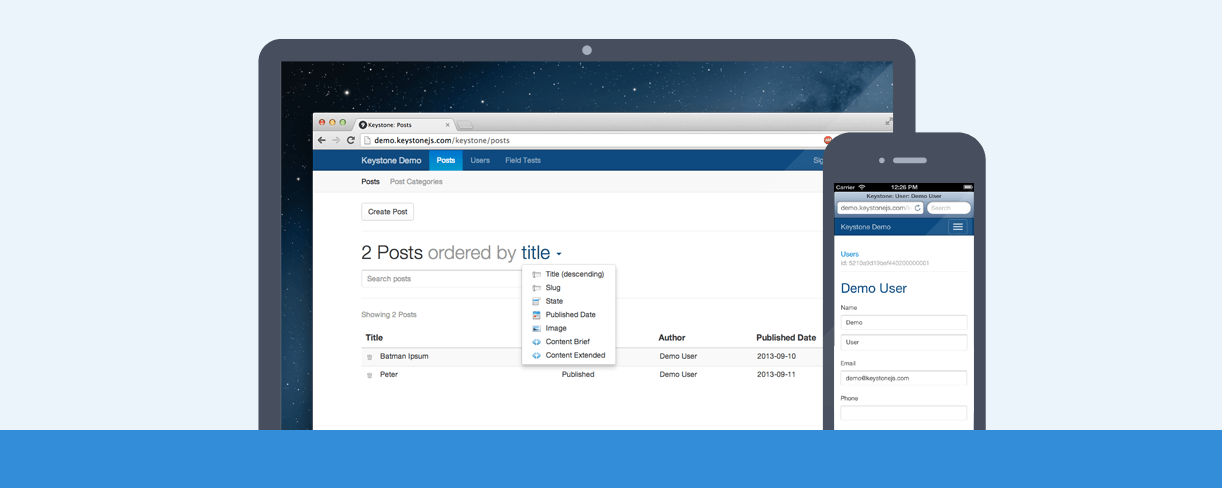 Keystone: Posts
demo.keystonejs.com/keystone/posts
Keystone Demo Posts Users Field Tests Sig
Posts Post Categories
Create Post
2 Posts ordered by title
Search posts
Title (descending)
Slug
State
Published Date
Image
Content Brief
Content Extended
Showing 2 Posts
Title Author Published Date
Batman Ipsum Demo User 2013-09-10
Peter Published Demo User 2013-09-11
Carrier 12:26 PM
Keystone: User: Demo User
demo.keystonejs.com/ Search
Keystone Demo
Users
Demo User
Name
Demo
User
Email
demo@keystonejs.com
Phone